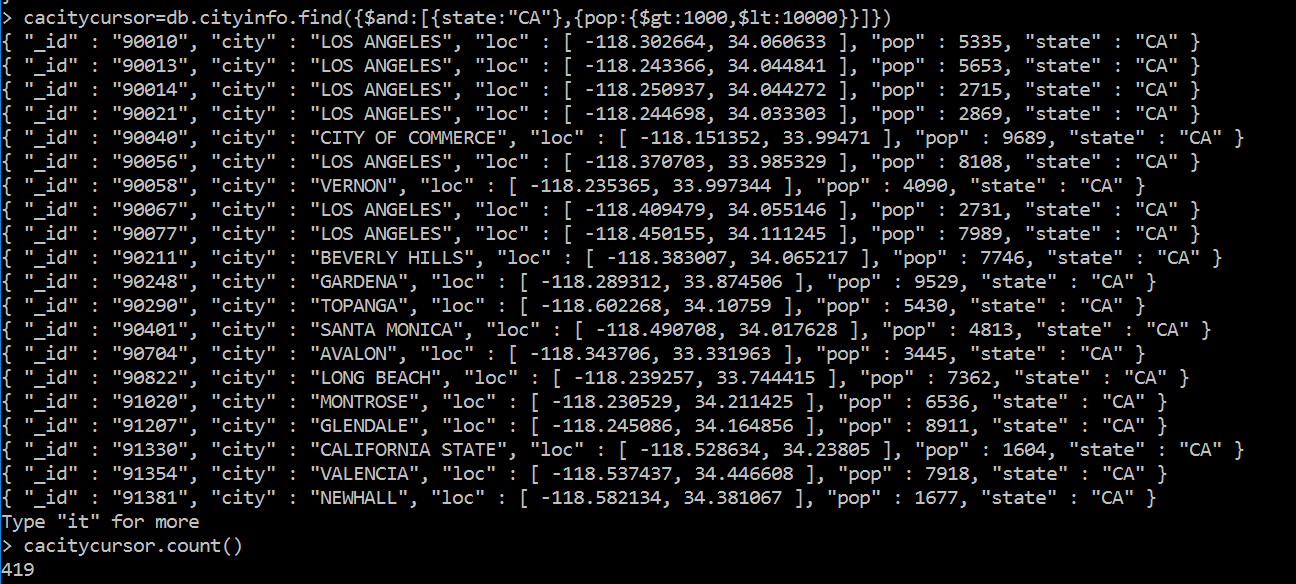 > cacitycursor=db.cityinfo.find({$and:[{state:"CA"},{pop:{$gt:1000,$lt:10000}}]})
{ "_id" : "90010", "city" : "LOS ANGELES", "loc" : [ -118.302664, 34.060633 ], "pop" : 5335, "state" : "CA" }
{ "_id" : "90013", "city" : "LOS ANGELES", "loc" : [ -118.243366, 34.044841 ], "pop" : 5653, "state" : "CA" }
{ "_id" : "90014", "city" : "LOS ANGELES", "loc" : [ -118.250937, 34.044272 ], "pop" : 2715, "state" : "CA" }
{ "_id" : "90021", "city" : "LOS ANGELES", "loc" : [ -118.244698, 34.033303 ], "pop" : 2869, "state" : "CA" }
{ "_id" : "90040", "city" : "CITY OF COMMERCE", "loc" : [ -118.151352, 33.99471 ], "pop" : 9689, "state" : "CA" }
{ "_id" : "90056", "city" : "LOS ANGELES", "loc" : [ -118.370703, 33.985329 ], "pop" : 8108, "state" : "CA" }
{ "_id" : "90058", "city" : "VERNON", "loc" : [ -118.235365, 33.997344 ], "pop" : 4090, "state" : "CA" }
{ "_id" : "90067", "city" : "LOS ANGELES", "loc" : [ -118.409479, 34.055146 ], "pop" : 2731, "state" : "CA" }
{ "_id" : "90077", "city" : "LOS ANGELES", "loc" : [ -118.450155, 34.111245 ], "pop" : 7989, "state" : "CA" }
{ "_id" : "90211", "city" : "BEVERLY HILLS", "loc" : [ -118.383007, 34.065217 ], "pop" : 7746, "state" : "CA" }
{ "_id" : "90248", "city" : "GARDENA", "loc" : [ -118.289312, 33.874506 ], "pop" : 9529, "state" : "CA" }
{ "_id" : "90290", "city" : "TOPANGA", "loc" : [ -118.602268, 34.10759 ], "pop" : 5430, "state" : "CA" }
{ "_id" : "90401", "city" : "SANTA MONICA", "loc" : [ -118.490708, 34.017628 ], "pop" : 4813, "state" : "CA" }
{ "_id" : "90704", "city" : "AVALON", "loc" : [ -118.343706, 33.331963 ], "pop" : 3445, "state" : "CA" }
{ "_id" : "90822", "city" : "LONG BEACH", "loc" : [ -118.239257, 33.744415 ], "pop" : 7362, "state" : "CA" }
{ "_id" : "91020", "city" : "MONTROSE", "loc" : [ -118.230529, 34.211425 ], "pop" : 6536, "state" : "CA" }
{ "_id" : "91207", "city" : "GLENDALE", "loc" : [ -118.245086, 34.164856 ], "pop" : 8911, "state" : "CA" }
{ "_id" : "91330", "city" : "CALIFORNIA STATE", "loc" : [ -118.528634, 34.23805 ], "pop" : 1604, "state" : "CA" }
{ "_id" : "91354", "city" : "VALENCIA", "loc" : [ -118.537437, 34.446608 ], "pop" : 7918, "state" : "CA" }
{ "_id" : "91381", "city" : "NEWHALL", "loc" : [ -118.582134, 34.381067 ], "pop" : 1677, "state" : "CA" }
Type "it" for more
> cacitycursor.count()
419